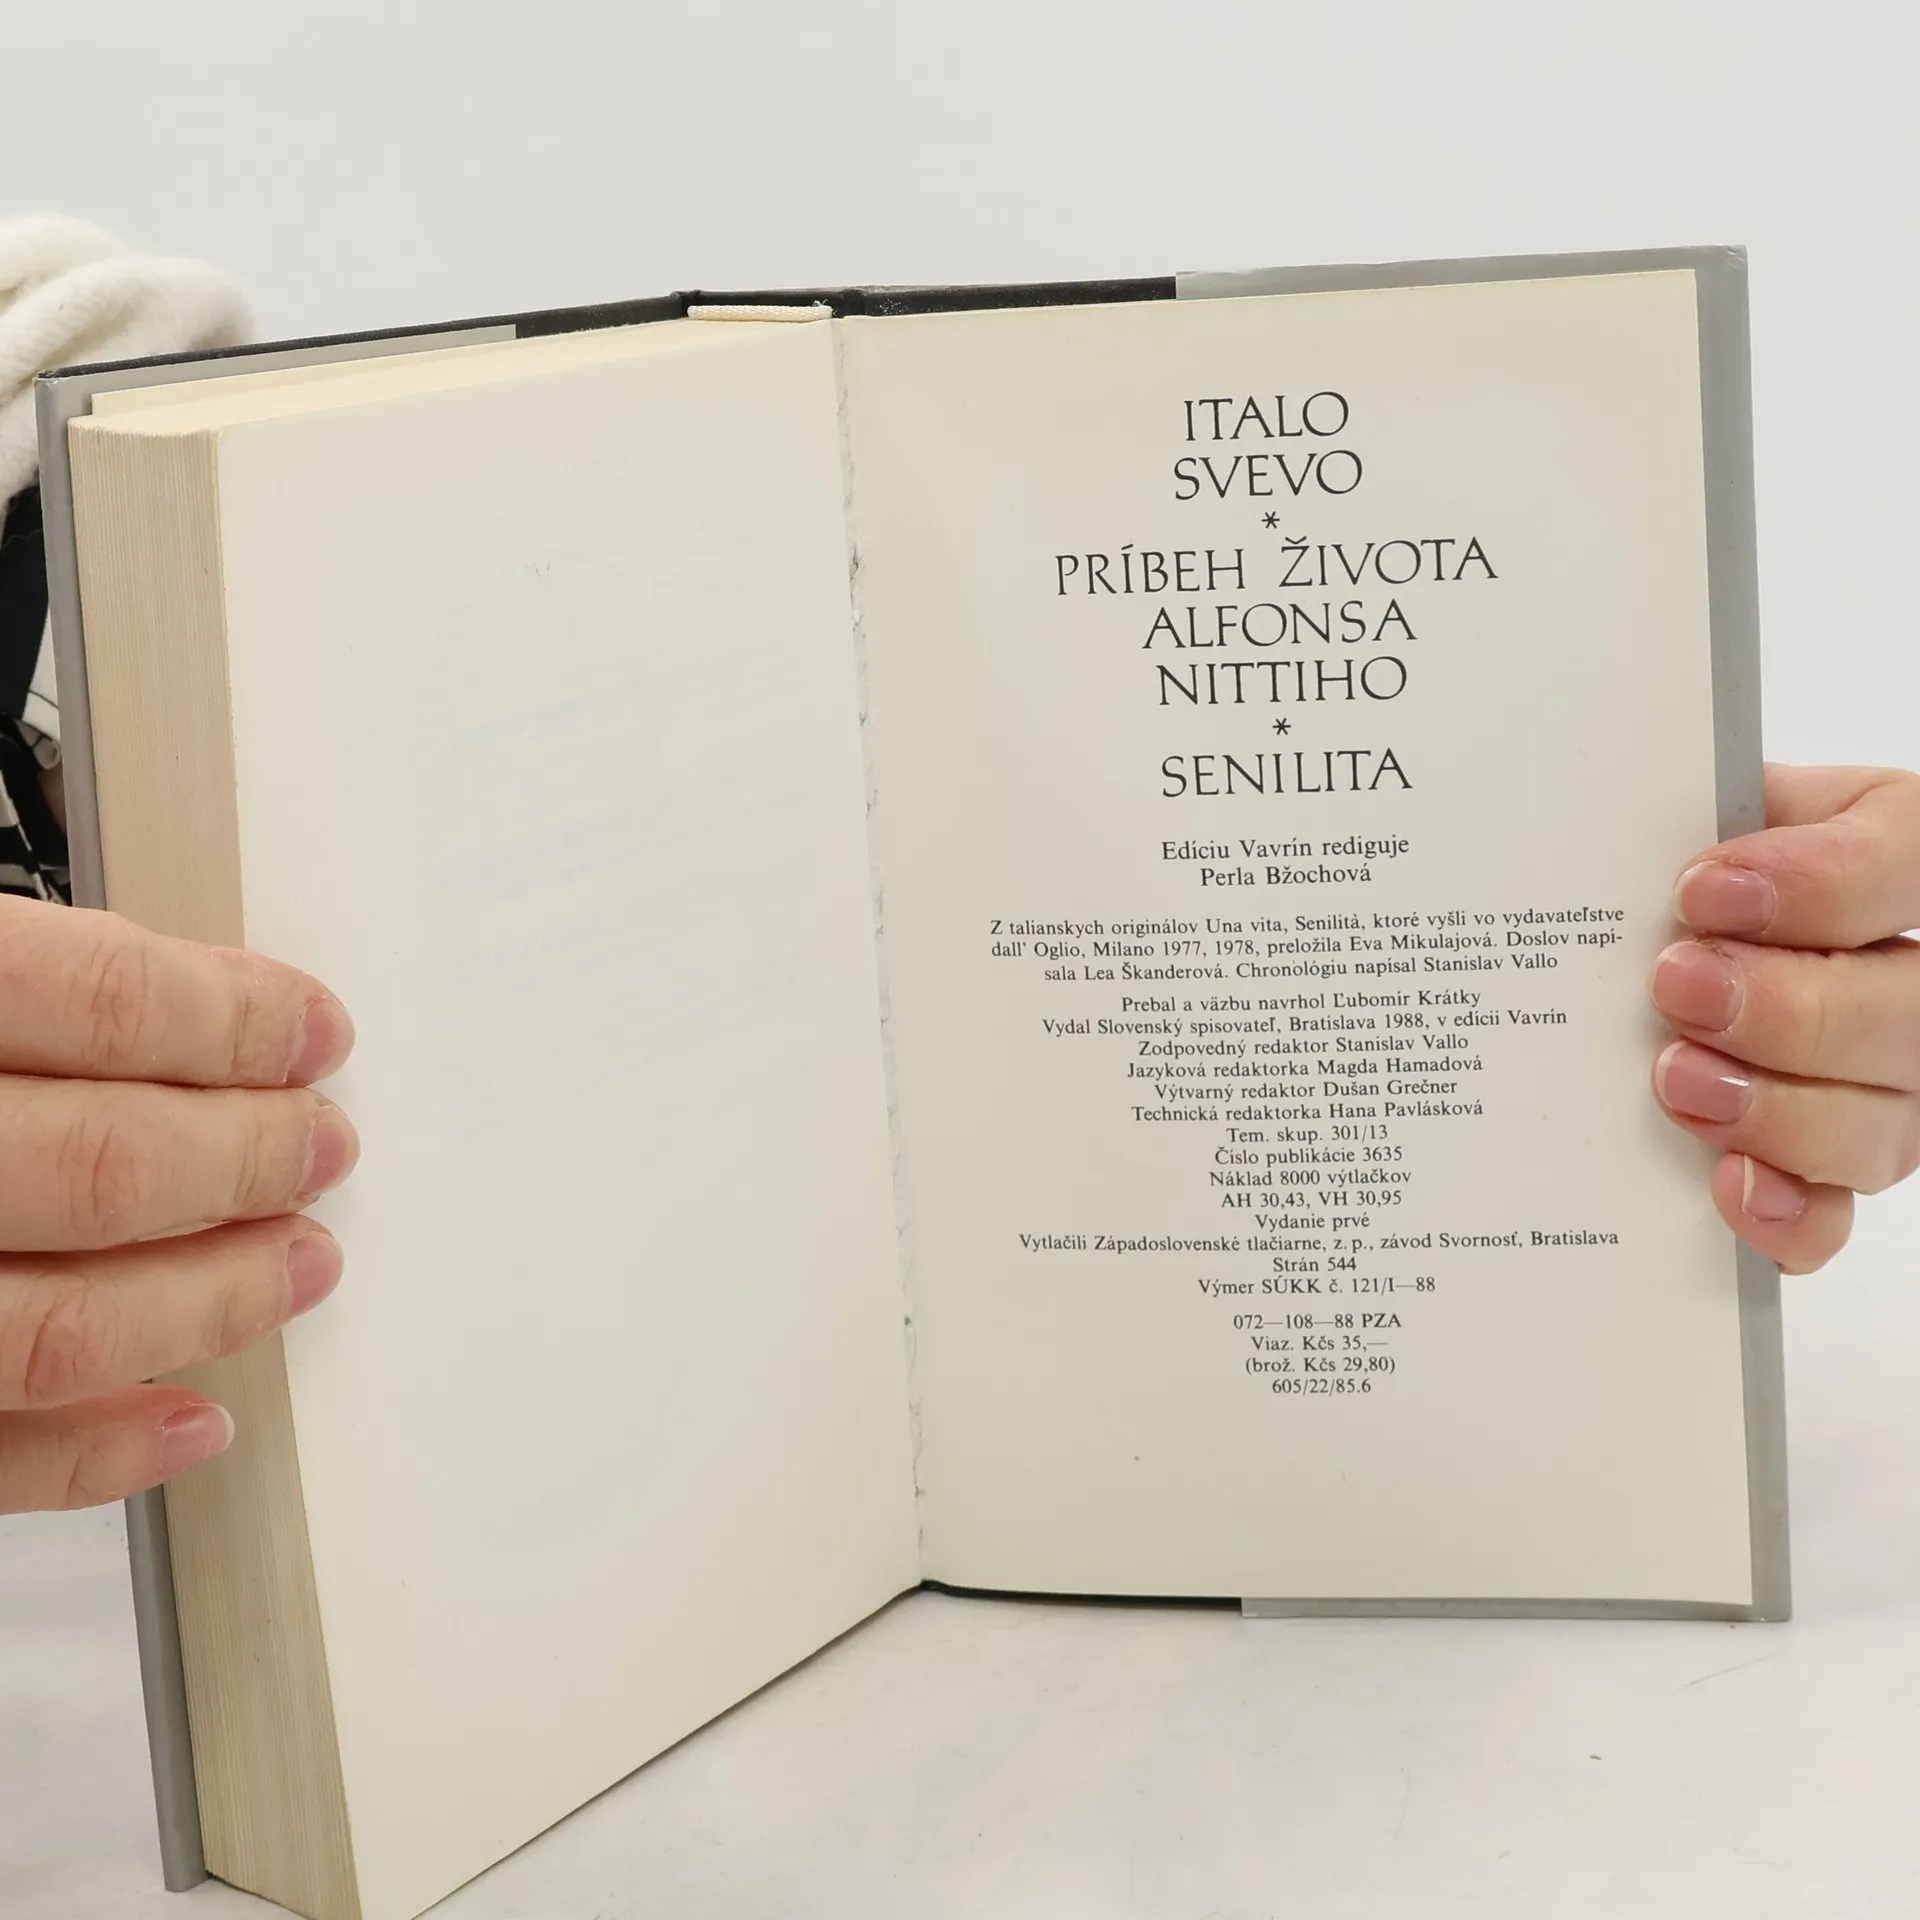 ITALO
SVEVO
*
PRÍBEH ŽIVOTA
ALFONSA
NITTIHO
*
SENILITA
Edíciu Vavrín rediguje
Perla Bžochová
Z talianskych originálov Una vita, Senilità, ktoré vyšli vo vydavateľstve
dall' Oglio, Milano 1977, 1978, preložila Eva Mikulajová. Doslov napí-
sala Lea Škanderová. Chronológiu napísal Stanislav Vallo
Prebal a väzbu navrhol Ľubomír Krátky
Vydal Slovenský spisovateľ, Bratislava 1988, v edícii Vavrín
Zodpovedný redaktor Stanislav Vallo
Jazyková redaktorka Magda Hamadová
Výtvarný redaktor Dušan Grečner
Technická redaktorka Hana Pavlásková
Tem. skup. 301/13
Číslo publikácie 3635
Náklad 8000 výtlačkov
AH 30,43, VH 30,95
Vydanie prvé
Vytlačili Západoslovenské tlačiarne, z. p., závod Svornosť, Bratislava
Strán 544
Výmer SÚKK č. 121/I—88
072—108—88 PZA
Viaz. Kčs 35,—
(brož. Kčs 29,80)
605/22/85.6